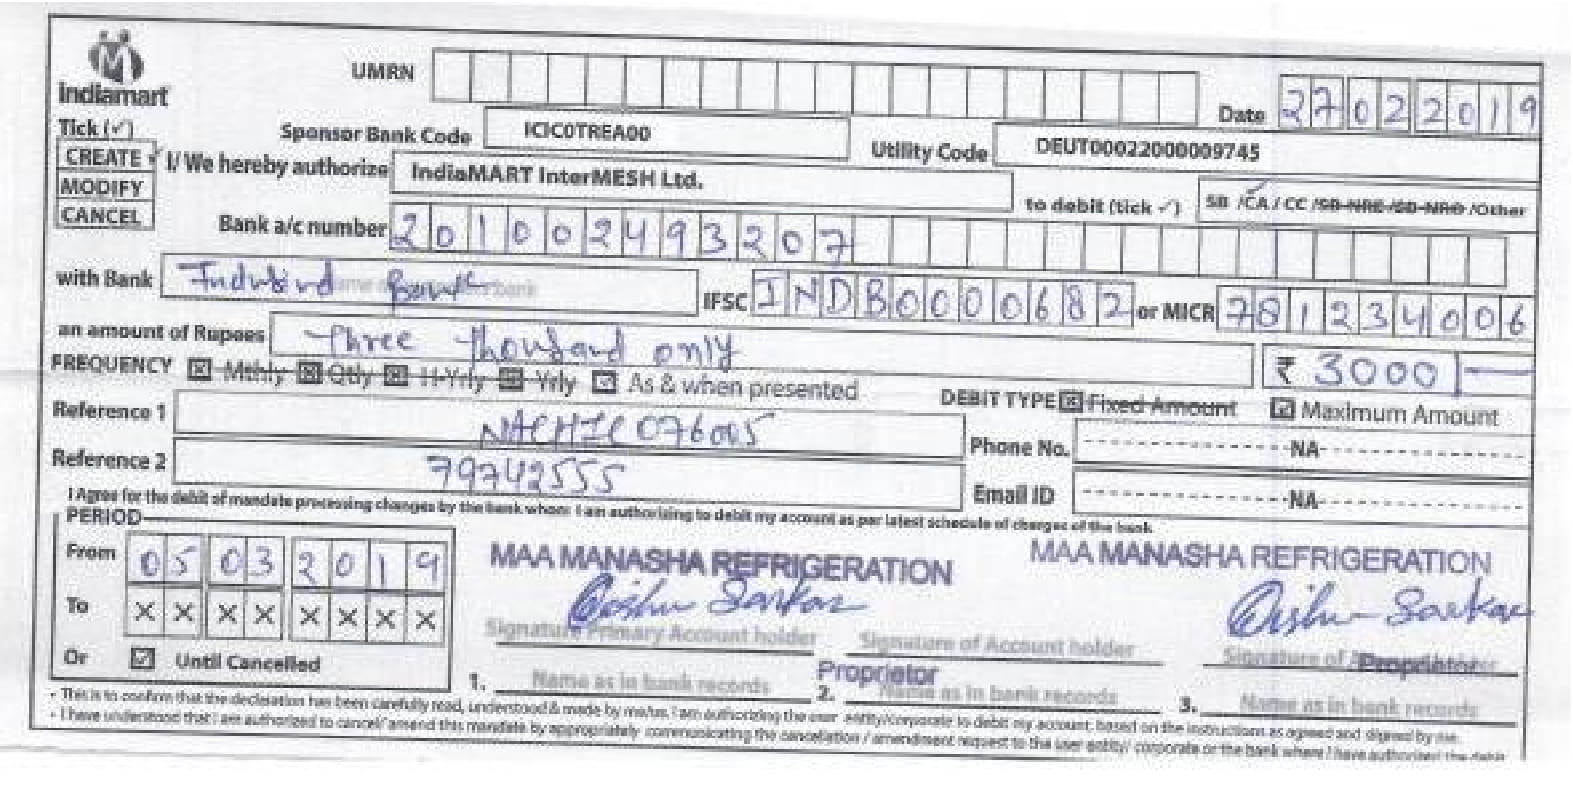 indiamart
UMRN
Date 27022019
Tick (✓)
Sponsor Bank Code ICIC0TREA00 Utility Code DEUT00022000009745
CREATE ✓ I/ We hereby authorize IndiaMART InterMESH Ltd. to debit (tick ✓) SB /CA / CC /SB-NRE /SB-NRO /Other
MODIFY
CANCEL
Bank a/c number 201002493207
with Bank Indusind Bank IFSC INDB0000682 or MICR 781234006
an amount of Rupees Three thousand only ₹ 3000/-
FREQUENCY ☒ Mthly ☒ Qtly ☒ H-Yrly ☒ Yrly ☑ As & when presented DEBIT TYPE ☒ Fixed Amount ☑ Maximum Amount
Reference 1 NACHIC076005 Phone No. NA
Reference 2 79742555 Email ID NA
I Agree for the debit of mandate processing charges by the bank whom I am authorizing to debit my account as per latest schedule of charges of the bank
PERIOD
From 05 03 2019
To X X X X X X X X
Or ☑ Until Cancelled
MAA MANASHA REFRIGERATION MAA MANASHA REFRIGERATION
Signature Primary Account holder Signature of Account holder Signature of
Proprietor Proprietor
1. Name as in bank records 2. Name as in bank records 3. Name as in bank records
• This is to confirm that the declaration has been carefully read, understood & made by me/us. I am authorizing the user entity/corporate to debit my account, based on the instructions as agreed and signed by me.
• I have understood that I am authorized to cancel/ amend this mandate by appropriately communicating the cancellation / amendment request to the user entity/ corporate or the bank where I have authorized the debit.